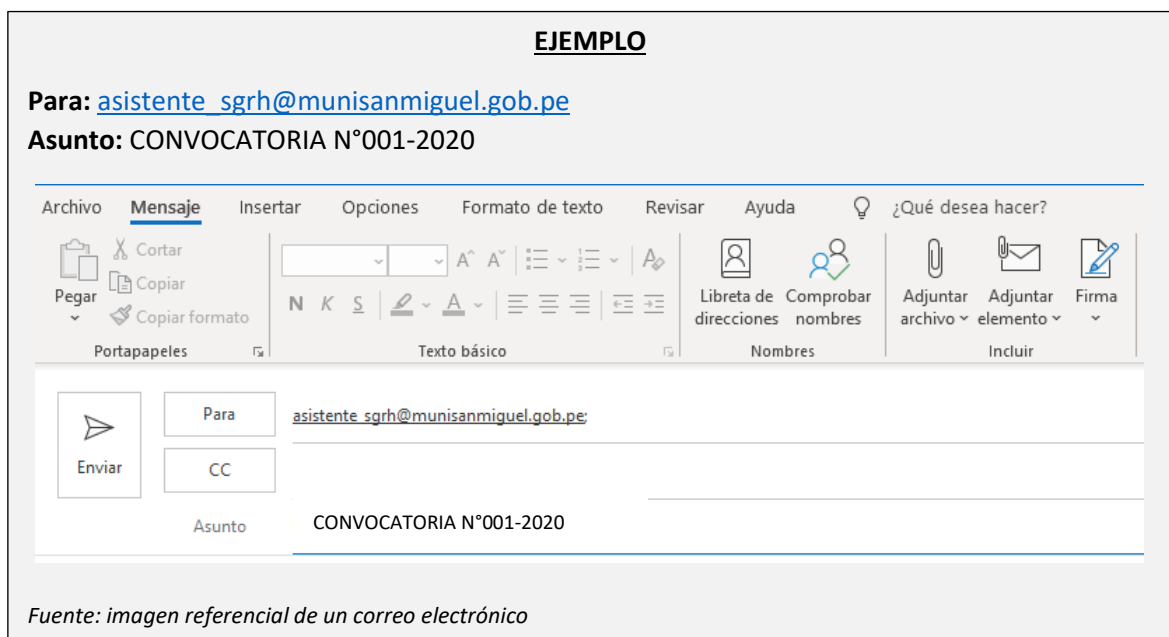 EJEMPLO
Para: asistente_sgrh@munisanmiguel.gob.pe
Asunto: CONVOCATORIA N°001-2020
Archivo Mensaje Insertar Opciones Formato de texto Revisar Ayuda ¿Qué desea hacer?
Pegar
Cortar
Copiar
Copiar formato
Portapapeles
N K S A
Texto básico
Libreta de direcciones
Comprobar nombres
Nombres
Adjuntar archivo
Adjuntar elemento
Firma
Incluir
Enviar
Para asistente_sgrh@munisanmiguel.gob.pe;
CC
Asunto CONVOCATORIA N°001-2020
Fuente: imagen referencial de un correo electrónico